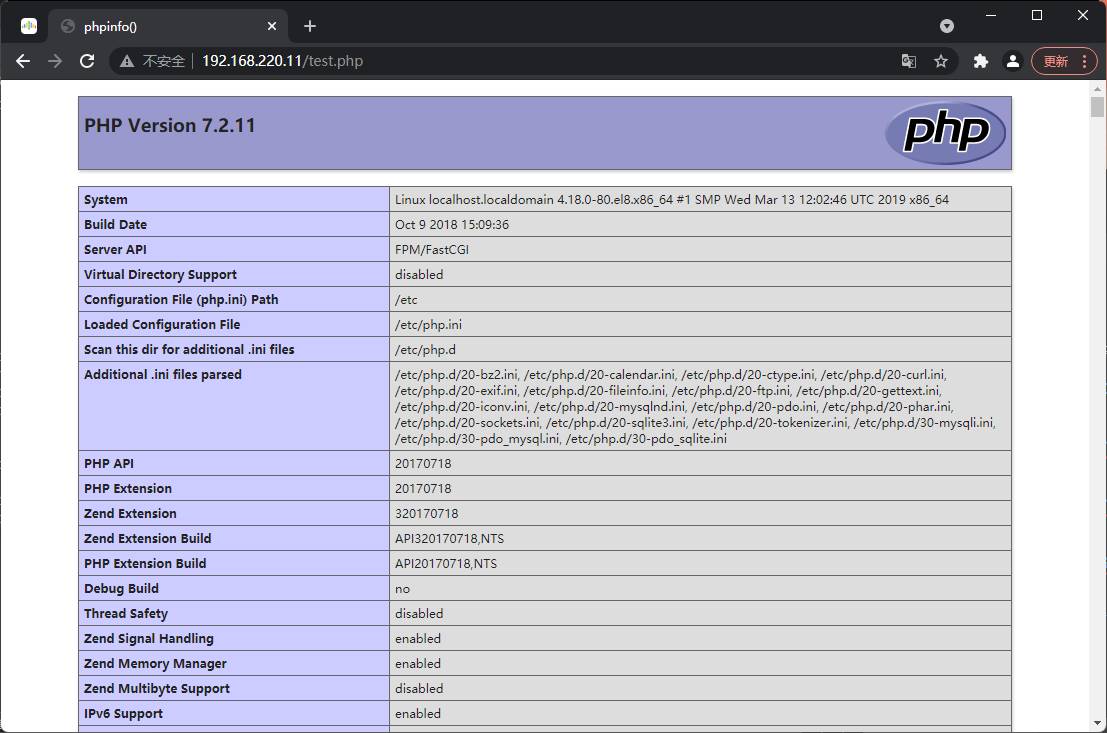 phpinfo()
不安全 192.168.220.11/test.php 更新
PHP Version 7.2.11 php
System Linux localhost.localdomain 4.18.0-80.el8.x86_64 #1 SMP Wed Mar 13 12:02:46 UTC 2019 x86_64
Build Date Oct 9 2018 15:09:36
Server API FPM/FastCGI
Virtual Directory Support disabled
Configuration File (php.ini) Path /etc
Loaded Configuration File /etc/php.ini
Scan this dir for additional .ini files /etc/php.d
Additional .ini files parsed /etc/php.d/20-bz2.ini, /etc/php.d/20-calendar.ini, /etc/php.d/20-ctype.ini, /etc/php.d/20-curl.ini,
/etc/php.d/20-exif.ini, /etc/php.d/20-fileinfo.ini, /etc/php.d/20-ftp.ini, /etc/php.d/20-gettext.ini,
/etc/php.d/20-iconv.ini, /etc/php.d/20-mysqlnd.ini, /etc/php.d/20-pdo.ini, /etc/php.d/20-phar.ini,
/etc/php.d/20-sockets.ini, /etc/php.d/20-sqlite3.ini, /etc/php.d/20-tokenizer.ini, /etc/php.d/30-mysqli.ini,
/etc/php.d/30-pdo_mysql.ini, /etc/php.d/30-pdo_sqlite.ini
PHP API 20170718
PHP Extension 20170718
Zend Extension 320170718
Zend Extension Build API320170718,NTS
PHP Extension Build API20170718,NTS
Debug Build no
Thread Safety disabled
Zend Signal Handling enabled
Zend Memory Manager enabled
Zend Multibyte Support disabled
IPv6 Support enabled